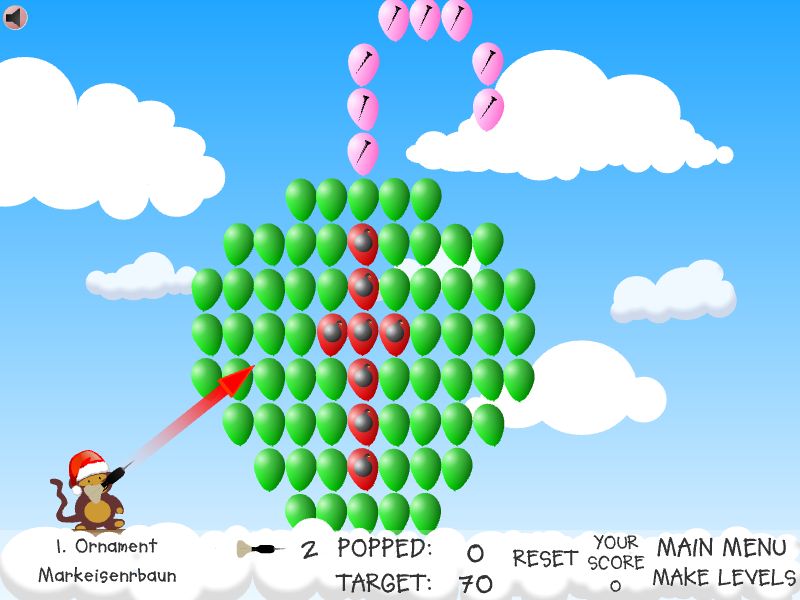 1. Ornament
Markeisenrbaun
2
POPPED: 0
TARGET: 70
RESET
YOUR
SCORE
0
MAIN MENU
MAKE LEVELS